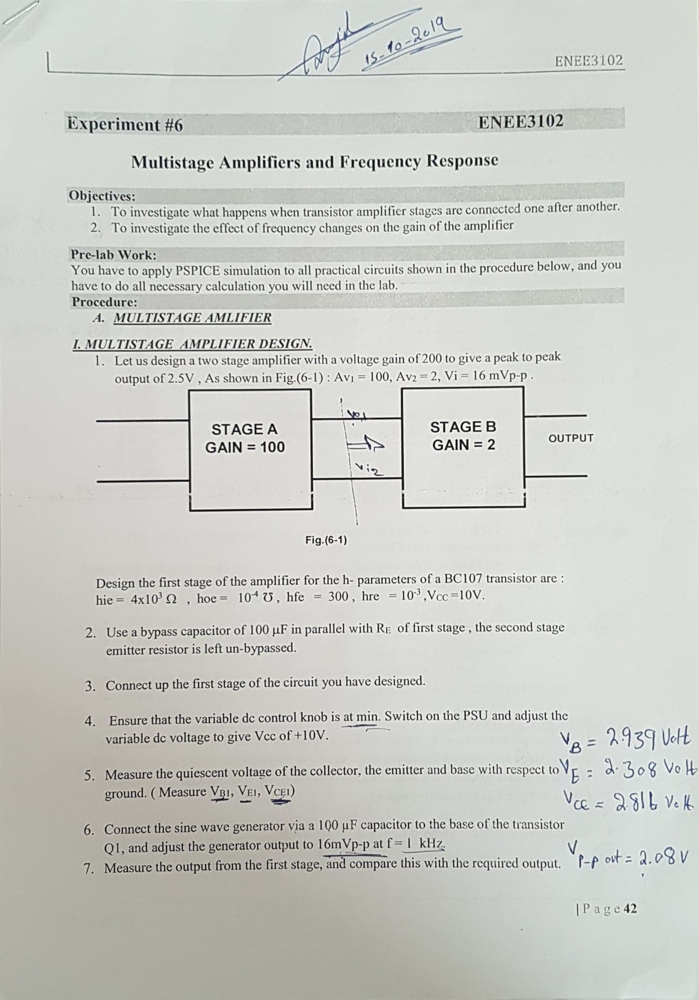 15-10-2019
ENEE3102
Experiment #6 ENEE3102
Multistage Amplifiers and Frequency Response
Objectives:
1. To investigate what happens when transistor amplifier stages are connected one after another.
2. To investigate the effect of frequency changes on the gain of the amplifier
Pre-lab Work:
You have to apply PSPICE simulation to all practical circuits shown in the procedure below, and you
have to do all necessary calculation you will need in the lab.
Procedure:
A. MULTISTAGE AMLIFIER
I. MULTISTAGE AMPLIFIER DESIGN.
1. Let us design a two stage amplifier with a voltage gain of 200 to give a peak to peak
output of 2.5V , As shown in Fig.(6-1) : Av1 = 100, Av2 = 2, Vi = 16 mVp-p .
Vo1
STAGE A
GAIN = 100
STAGE B
GAIN = 2
OUTPUT
Vi2
Fig.(6-1)
Design the first stage of the amplifier for the h- parameters of a BC107 transistor are :
hie = 4x10³ Ω , hoe = 10⁻⁴ ℧ , hfe = 300 , hre = 10⁻³ ,Vcc=10V.
2. Use a bypass capacitor of 100 µF in parallel with RE of first stage , the second stage
emitter resistor is left un-bypassed.
3. Connect up the first stage of the circuit you have designed.
4. Ensure that the variable dc control knob is at min. Switch on the PSU and adjust the
variable dc voltage to give Vcc of +10V.
VB = 2.939 Volt
5. Measure the quiescent voltage of the collector, the emitter and base with respect to
VE = 2.308 Volt
ground. ( Measure VB1, VE1, VCE1)
VCE = 2.816 Volt
6. Connect the sine wave generator via a 100 µF capacitor to the base of the transistor
Q1, and adjust the generator output to 16mVp-p at f = 1 kHz.
7. Measure the output from the first stage, and compare this with the required output.
Vp-p out = 2.08 V
| P a g e 42